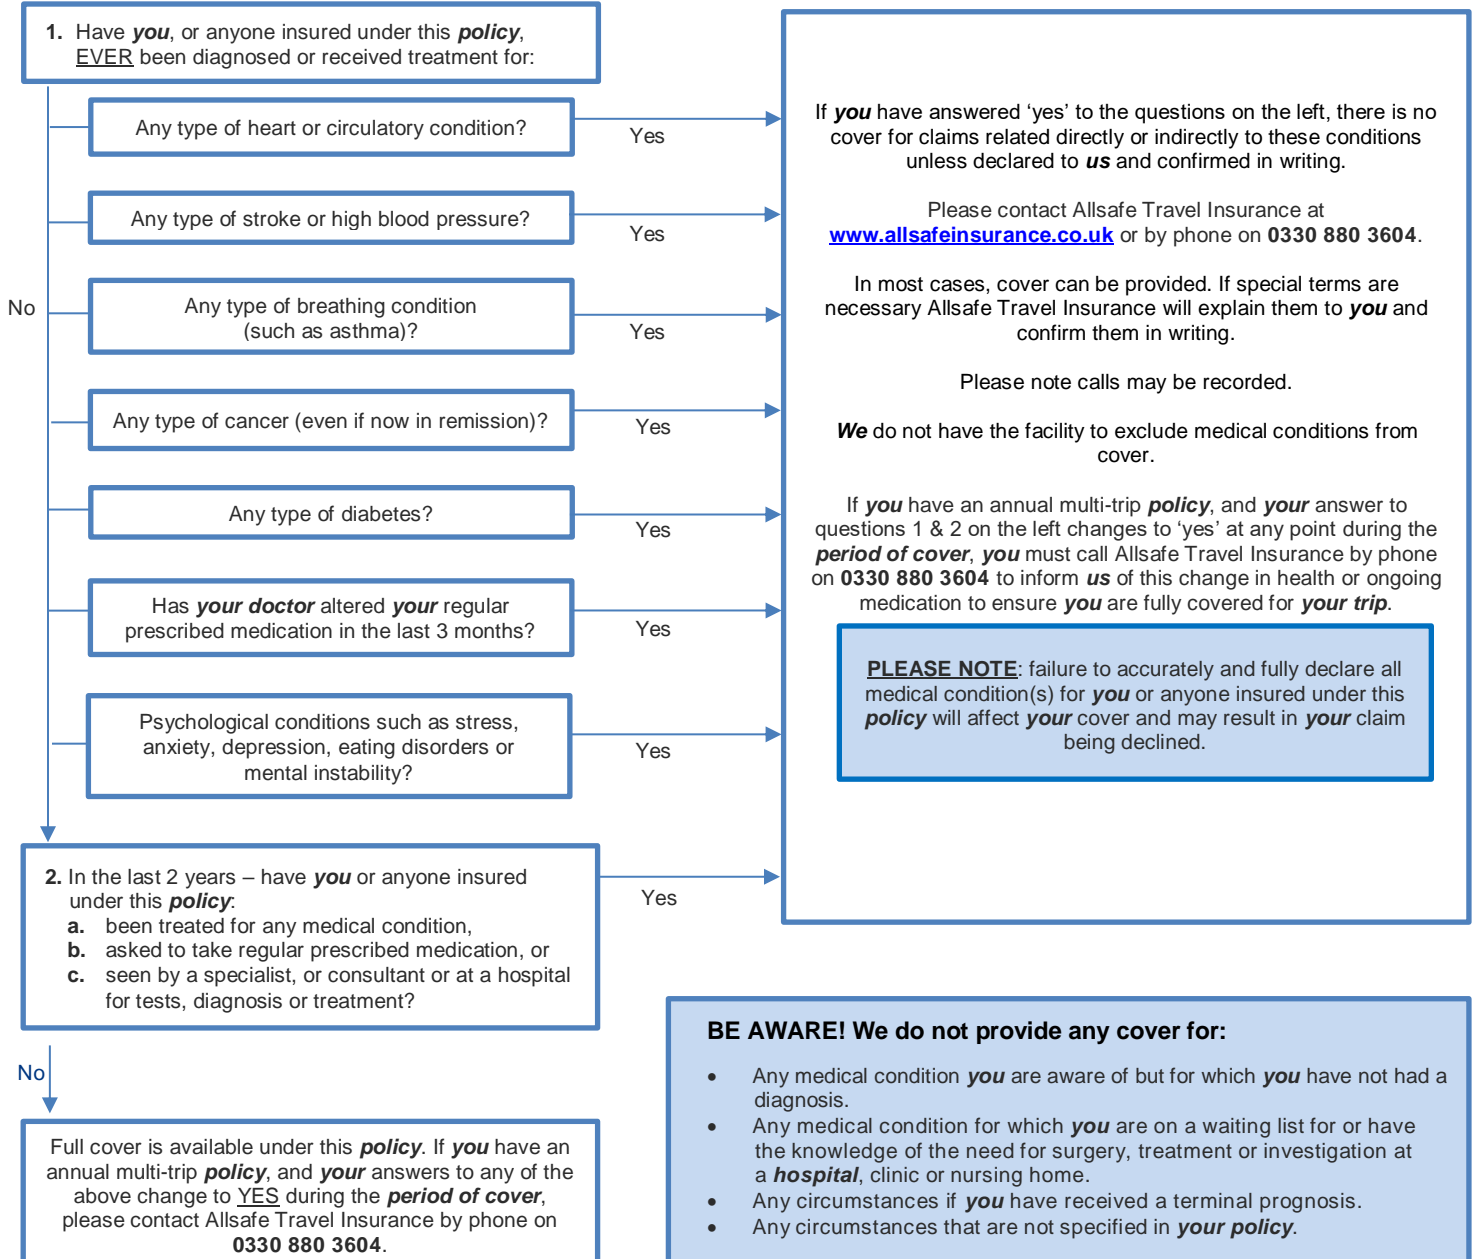 1. Have you, or anyone insured under this policy,
EVER been diagnosed or received treatment for:
Any type of heart or circulatory condition?
Yes
Any type of stroke or high blood pressure?
Yes
No
Any type of breathing condition
(such as asthma)?
Yes
Any type of cancer (even if now in remission)?
Yes
Any type of diabetes?
Yes
Has your doctor altered your regular
prescribed medication in the last 3 months?
Yes
Psychological conditions such as stress,
anxiety, depression, eating disorders or
mental instability?
Yes
2. In the last 2 years – have you or anyone insured
under this policy:
a. been treated for any medical condition,
b. asked to take regular prescribed medication, or
c. seen by a specialist, or consultant or at a hospital
for tests, diagnosis or treatment?
Yes
No
Full cover is available under this policy. If you have an
annual multi-trip policy, and your answers to any of the
above change to YES during the period of cover,
please contact Allsafe Travel Insurance by phone on
0330 880 3604.
If you have answered ‘yes’ to the questions on the left, there is no
cover for claims related directly or indirectly to these conditions
unless declared to us and confirmed in writing.
Please contact Allsafe Travel Insurance at
www.allsafeinsurance.co.uk or by phone on 0330 880 3604.
In most cases, cover can be provided. If special terms are
necessary Allsafe Travel Insurance will explain them to you and
confirm them in writing.
Please note calls may be recorded.
We do not have the facility to exclude medical conditions from
cover.
If you have an annual multi-trip policy, and your answer to
questions 1 & 2 on the left changes to ‘yes’ at any point during the
period of cover, you must call Allsafe Travel Insurance by phone
on 0330 880 3604 to inform us of this change in health or ongoing
medication to ensure you are fully covered for your trip.
PLEASE NOTE: failure to accurately and fully declare all
medical condition(s) for you or anyone insured under this
policy will affect your cover and may result in your claim
being declined.
BE AWARE! We do not provide any cover for:
• Any medical condition you are aware of but for which you have not had a
diagnosis.
• Any medical condition for which you are on a waiting list for or have
the knowledge of the need for surgery, treatment or investigation at
a hospital, clinic or nursing home.
• Any circumstances if you have received a terminal prognosis.
• Any circumstances that are not specified in your policy.